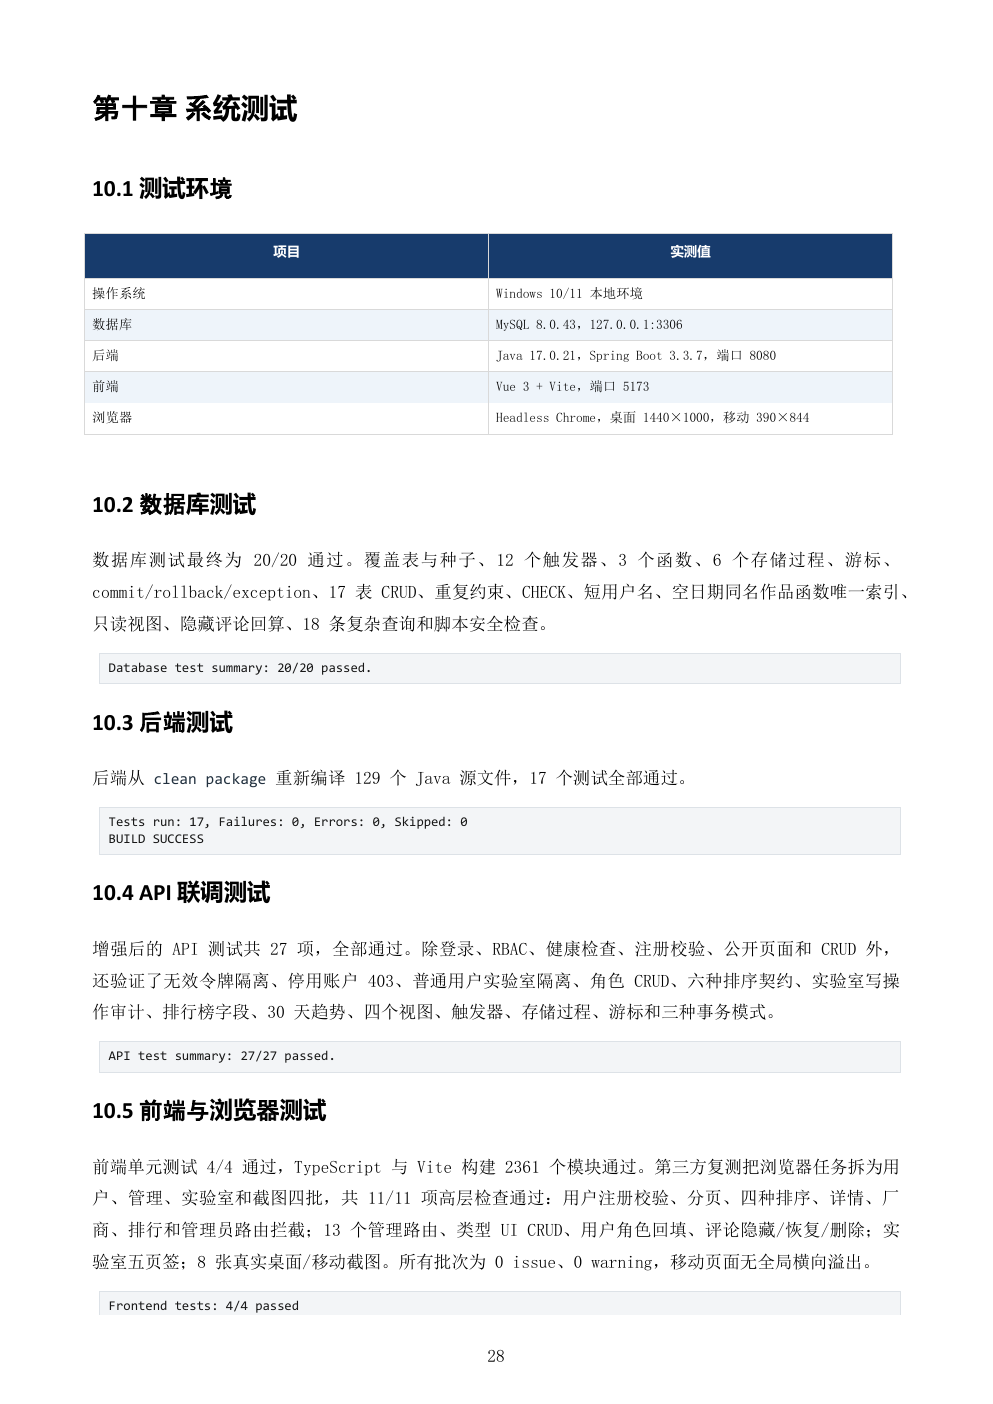 第十章 系统测试
10.1 测试环境
项目 实测值
操作系统 Windows 10/11 本地环境
数据库 MySQL 8.0.43，127.0.0.1:3306
后端 Java 17.0.21，Spring Boot 3.3.7，端口 8080
前端 Vue 3 + Vite，端口 5173
浏览器 Headless Chrome，桌面 1440×1000，移动 390×844
10.2 数据库测试
数据库测试最终为 20/20 通过。覆盖表与种子、12 个触发器、3 个函数、6 个存储过程、游标、
commit/rollback/exception、17 表 CRUD、重复约束、CHECK、短用户名、空日期同名作品函数唯一索引、
只读视图、隐藏评论回算、18 条复杂查询和脚本安全检查。
Database test summary: 20/20 passed.
10.3 后端测试
后端从 clean package 重新编译 129 个 Java 源文件，17 个测试全部通过。
Tests run: 17, Failures: 0, Errors: 0, Skipped: 0
BUILD SUCCESS
10.4 API 联调测试
增强后的 API 测试共 27 项，全部通过。除登录、RBAC、健康检查、注册校验、公开页面和 CRUD 外，
还验证了无效令牌隔离、停用账户 403、普通用户实验室隔离、角色 CRUD、六种排序契约、实验室写操
作审计、排行榜字段、30 天趋势、四个视图、触发器、存储过程、游标和三种事务模式。
API test summary: 27/27 passed.
10.5 前端与浏览器测试
前端单元测试 4/4 通过，TypeScript 与 Vite 构建 2361 个模块通过。第三方复测把浏览器任务拆为用
户、管理、实验室和截图四批，共 11/11 项高层检查通过：用户注册校验、分页、四种排序、详情、厂
商、排行和管理员路由拦截；13 个管理路由、类型 UI CRUD、用户角色回填、评论隐藏/恢复/删除；实
验室五页签；8 张真实桌面/移动截图。所有批次为 0 issue、0 warning，移动页面无全局横向溢出。
Frontend tests: 4/4 passed
28